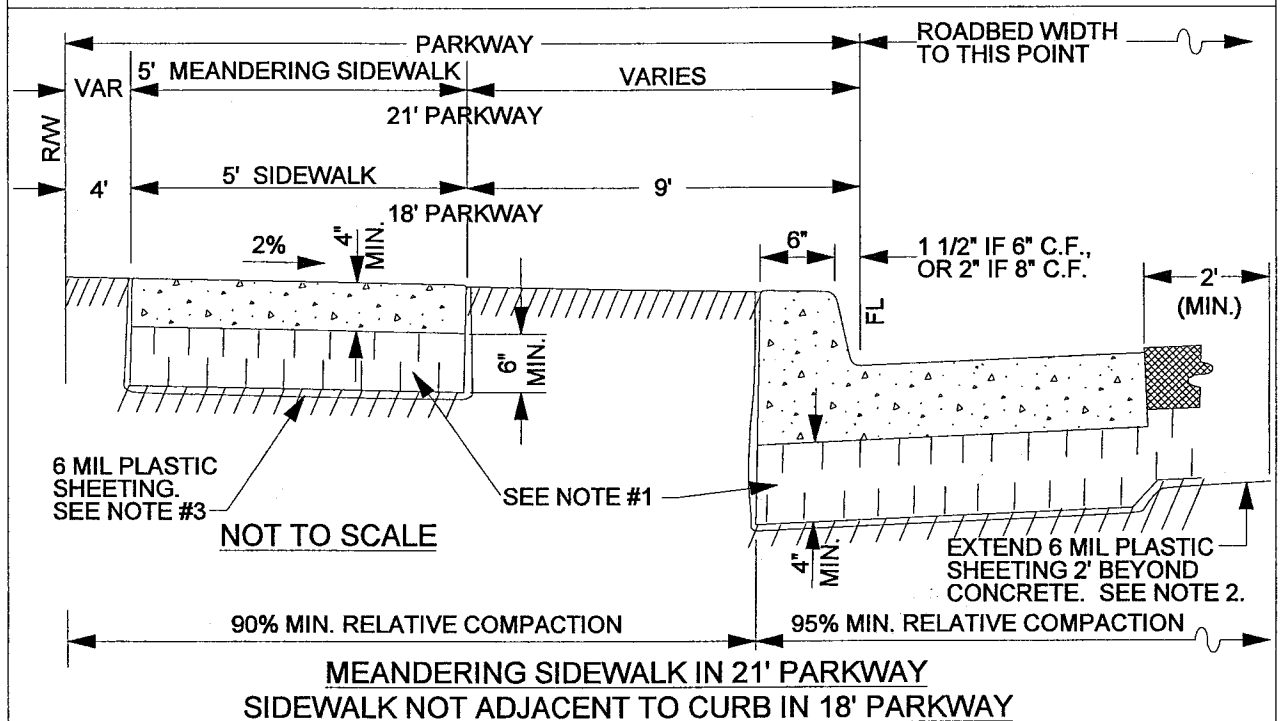 PARKWAY
ROADBED WIDTH
TO THIS POINT
VAR
5' MEANDERING SIDEWALK
VARIES
21' PARKWAY
R/W
4'
5' SIDEWALK
9'
18' PARKWAY
2%
4"
MIN.
6"
1 1/2" IF 6" C.F.,
OR 2" IF 8" C.F.
2'
(MIN.)
FL
6"
MIN.
6 MIL PLASTIC
SHEETING.
SEE NOTE #3
SEE NOTE #1
NOT TO SCALE
4"
MIN.
EXTEND 6 MIL PLASTIC
SHEETING 2' BEYOND
CONCRETE. SEE NOTE 2.
90% MIN. RELATIVE COMPACTION
95% MIN. RELATIVE COMPACTION
MEANDERING SIDEWALK IN 21' PARKWAY
SIDEWALK NOT ADJACENT TO CURB IN 18' PARKWAY